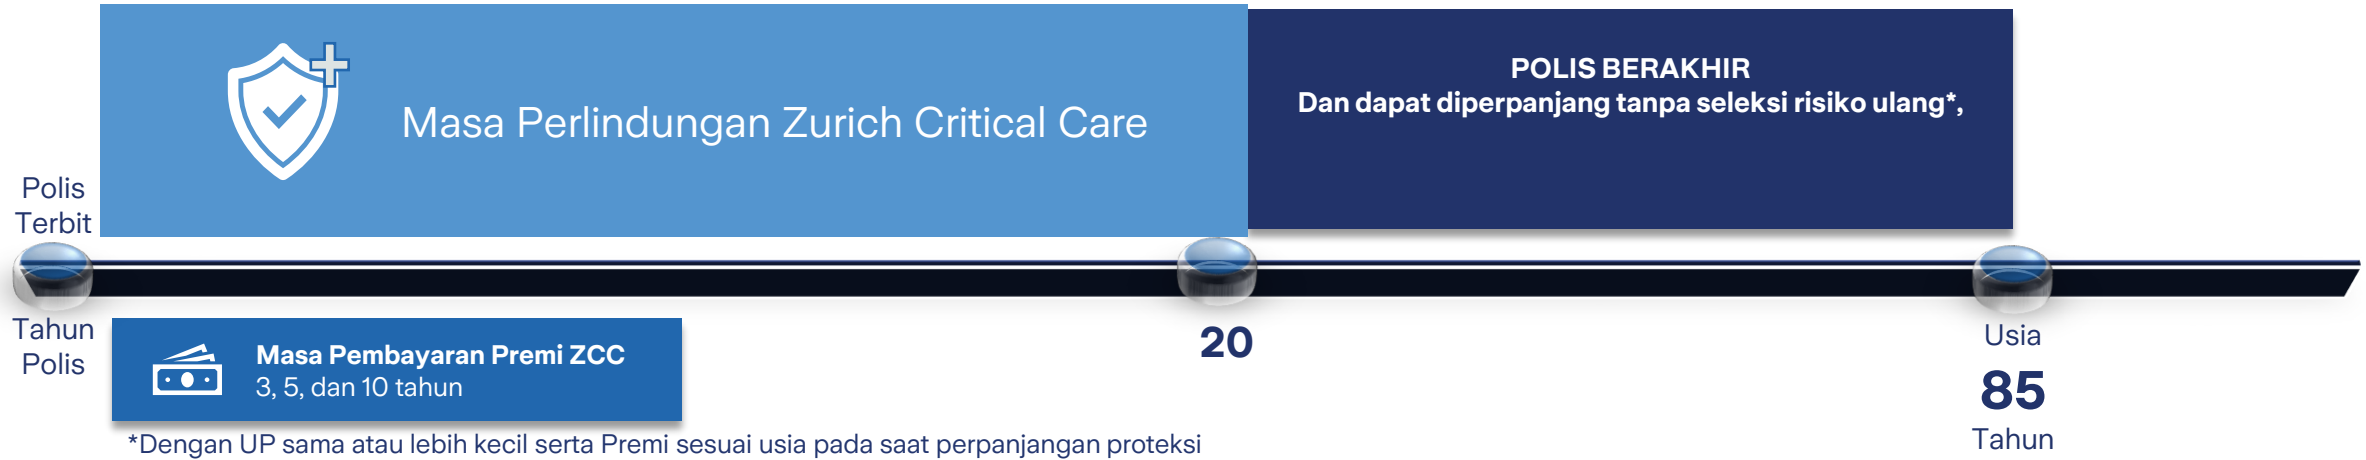 Masa Perlindungan Zurich Critical Care
POLIS BERAKHIR
Dan dapat diperpanjang tanpa seleksi risiko ulang*,
Polis
Terbit
Tahun
Polis
Masa Pembayaran Premi ZCC
3, 5, dan 10 tahun
20
Usia
85
Tahun
*Dengan UP sama atau lebih kecil serta Premi sesuai usia pada saat perpanjangan proteksi